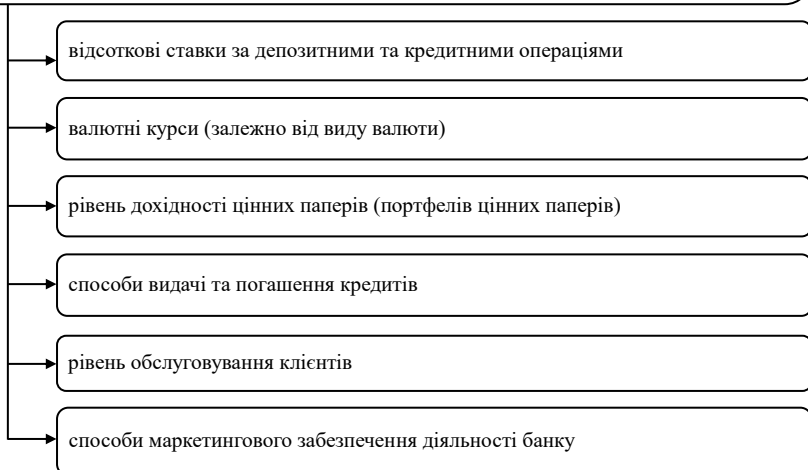 відсоткові ставки за депозитними та кредитними операціями
валютні курси (залежно від виду валюти)
рівень дохідності цінних паперів (портфелів цінних паперів)
способи видачі та погашення кредитів
рівень обслуговування клієнтів
способи маркетингового забезпечення діяльності банку